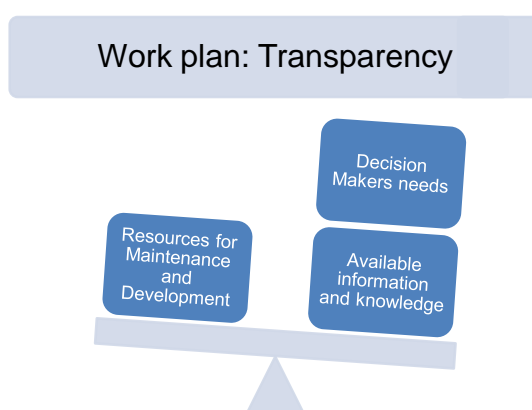 Work plan: Transparency
Decision
Makers needs
Resources for
Maintenance
and
Development
Available
information
and knowledge